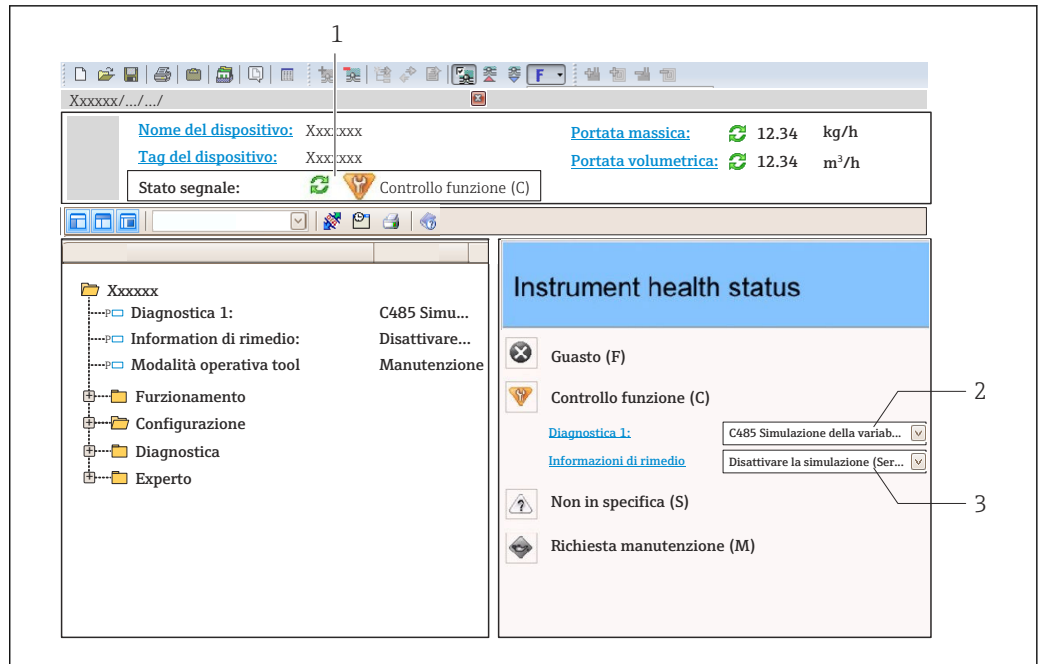 1
F
Xxxxxx/.../.../
Nome del dispositivo: Xxxxxxx
Portata massica: 12.34 kg/h
Tag del dispositivo: Xxxxxxx
Portata volumetrica: 12.34 m³/h
Stato segnale: Controllo funzione (C)
Xxxxxx
Diagnostica 1: C485 Simu...
Information di rimedio: Disattivare...
Modalità operativa tool Manutenzione
Furzionamento
Configurazione
Diagnostica
Experto
Instrument health status
Guasto (F)
Controllo funzione (C)
2
Diagnostica 1: C485 Simulazione della variab...
Informazioni di rimedio Disattivare la simulazione (Ser...
3
Non in specifica (S)
Richiesta manutenzione (M)